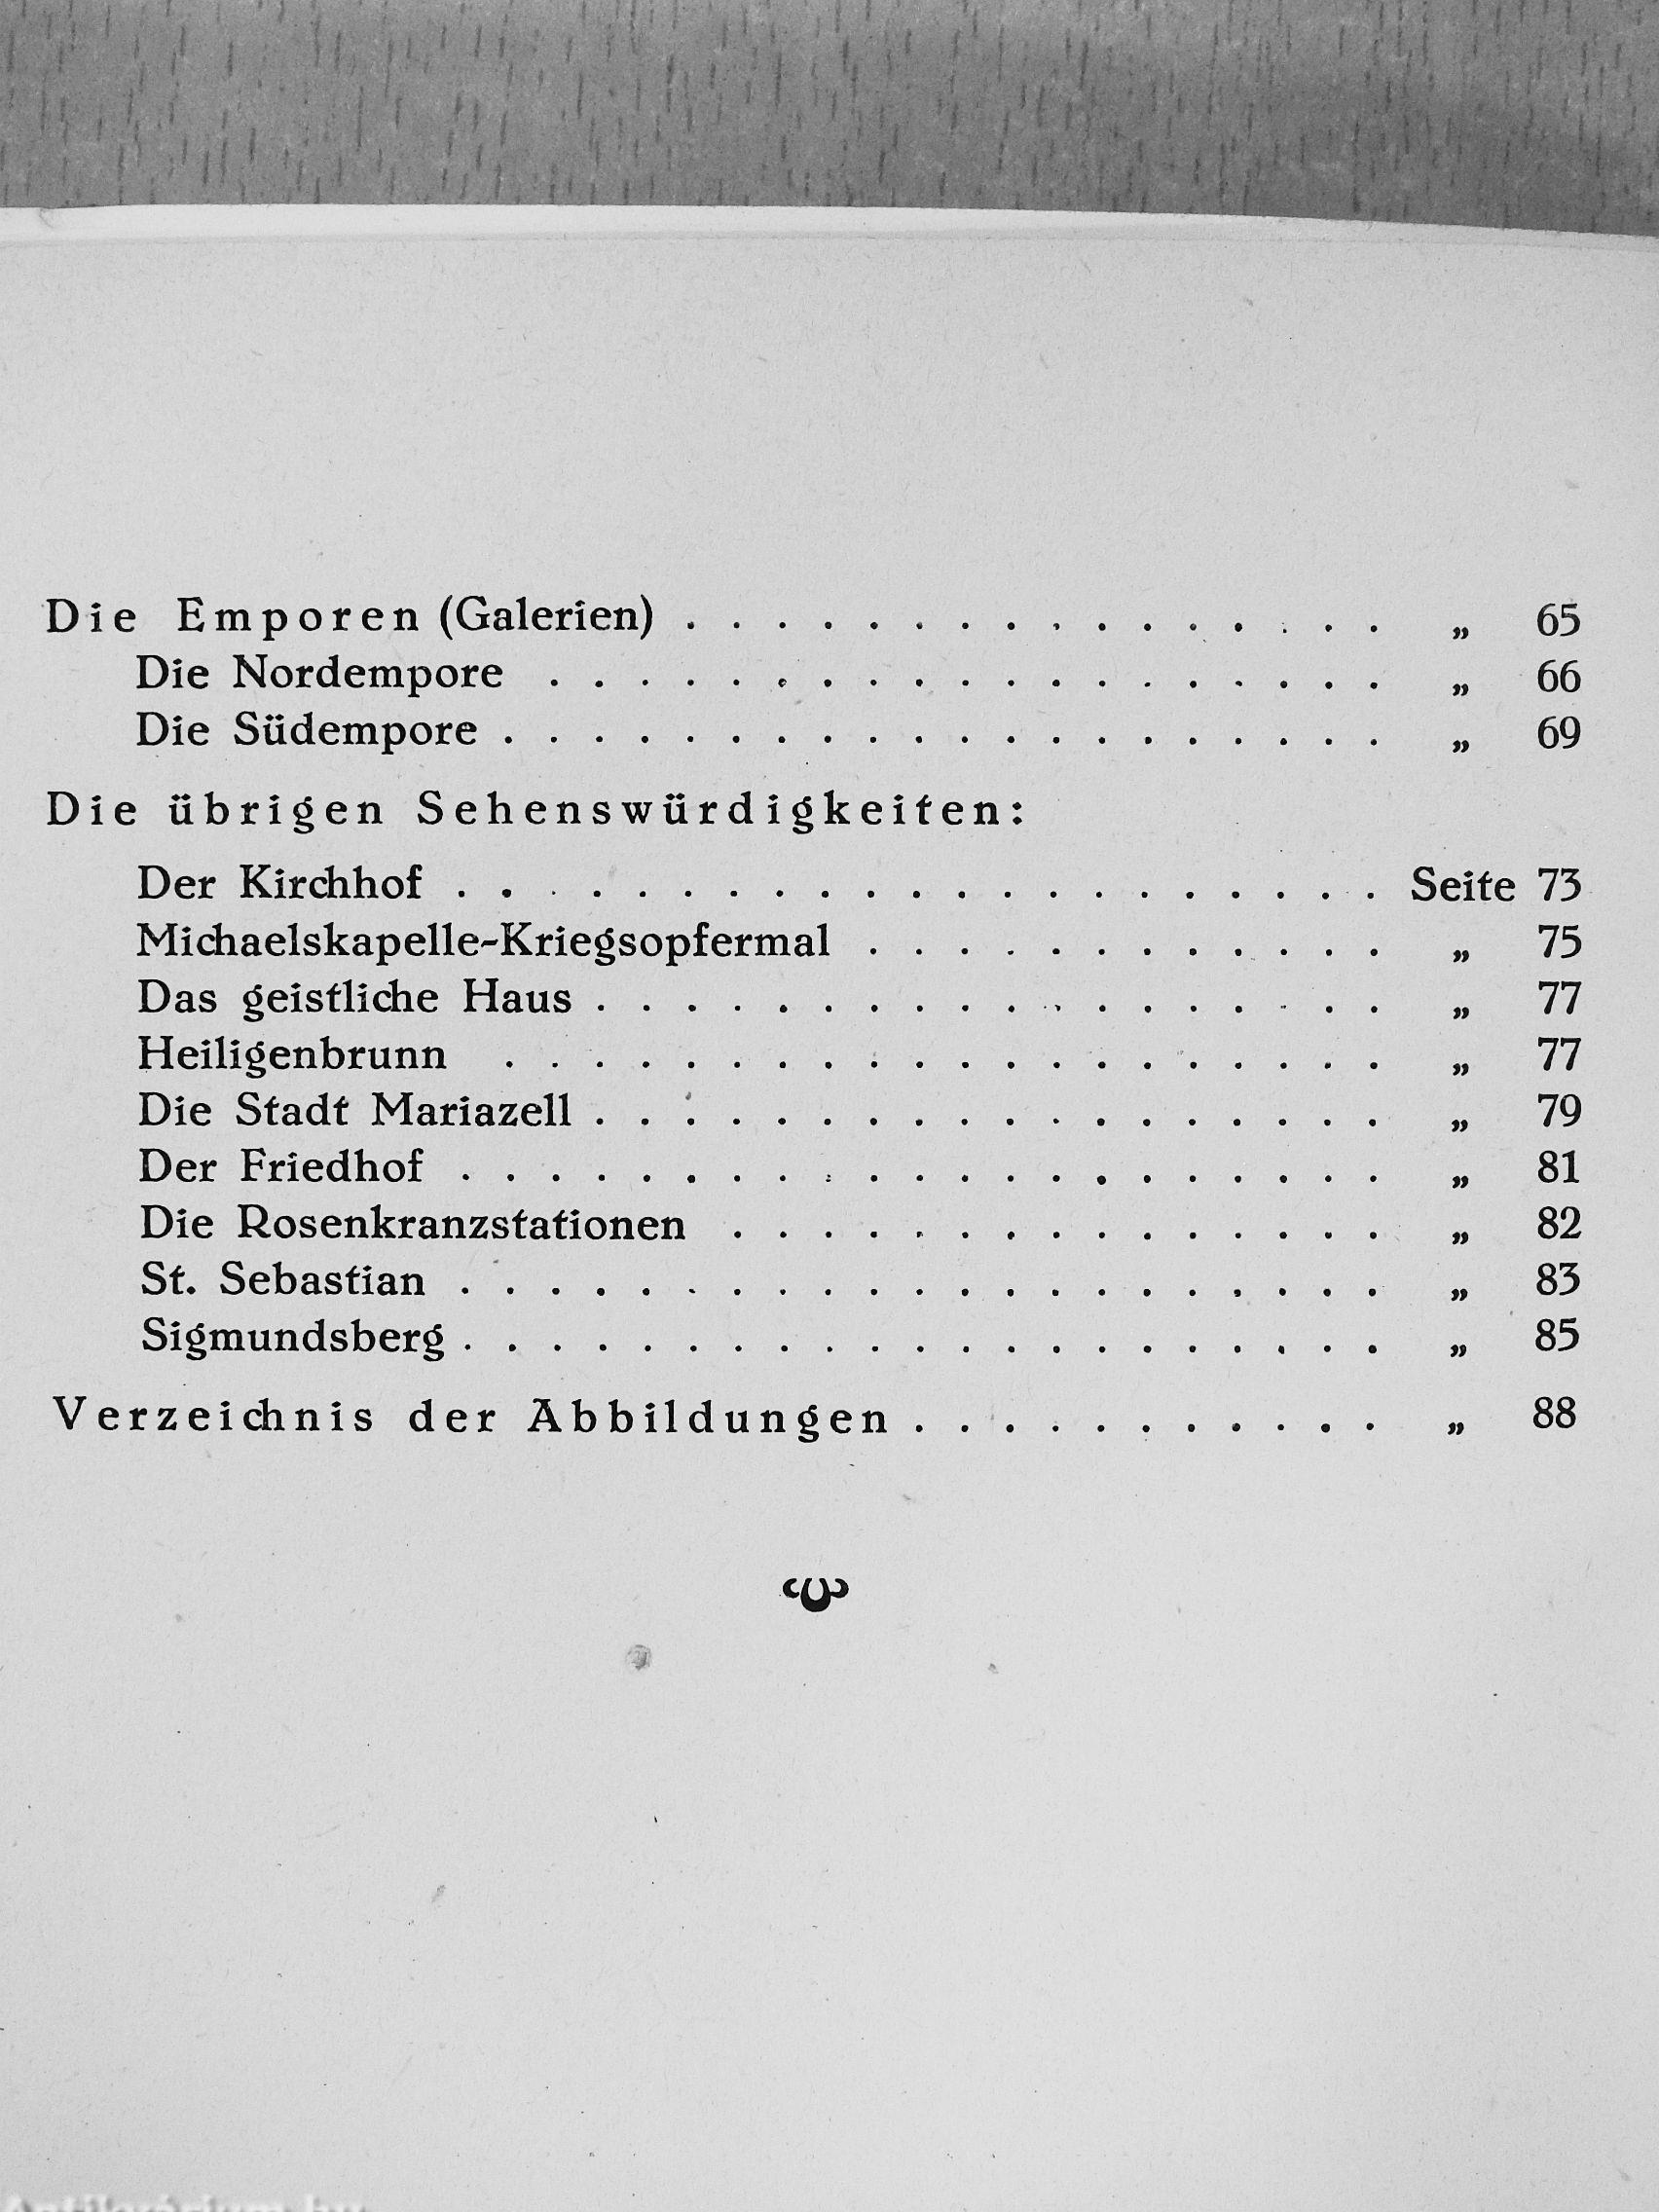 Die Emporen (Galerien) . . . . . . . . . . . . . . . . „ 65
Die Nordempore . . . . . . . . . . . . . . . . . . . „ 66
Die Südempore . . . . . . . . . . . . . . . . . . . . „ 69
Die übrigen Sehenswürdigkeiten:
Der Kirchhof . . . . . . . . . . . . . . . . . . . . . Seite 73
Michaelskapelle-Kriegsopfermal . . . . . . . . . . . . „ 75
Das geistliche Haus . . . . . . . . . . . . . . . . . . „ 77
Heiligenbrunn . . . . . . . . . . . . . . . . . . . . „ 77
Die Stadt Mariazell . . . . . . . . . . . . . . . . . . „ 79
Der Friedhof . . . . . . . . . . . . . . . . . . . . . „ 81
Die Rosenkranzstationen . . . . . . . . . . . . . . . „ 82
St. Sebastian . . . . . . . . . . . . . . . . . . . . . „ 83
Sigmundsberg . . . . . . . . . . . . . . . . . . . . . „ 85
Verzeichnis der Abbildungen . . . . . . . . . . . „ 88